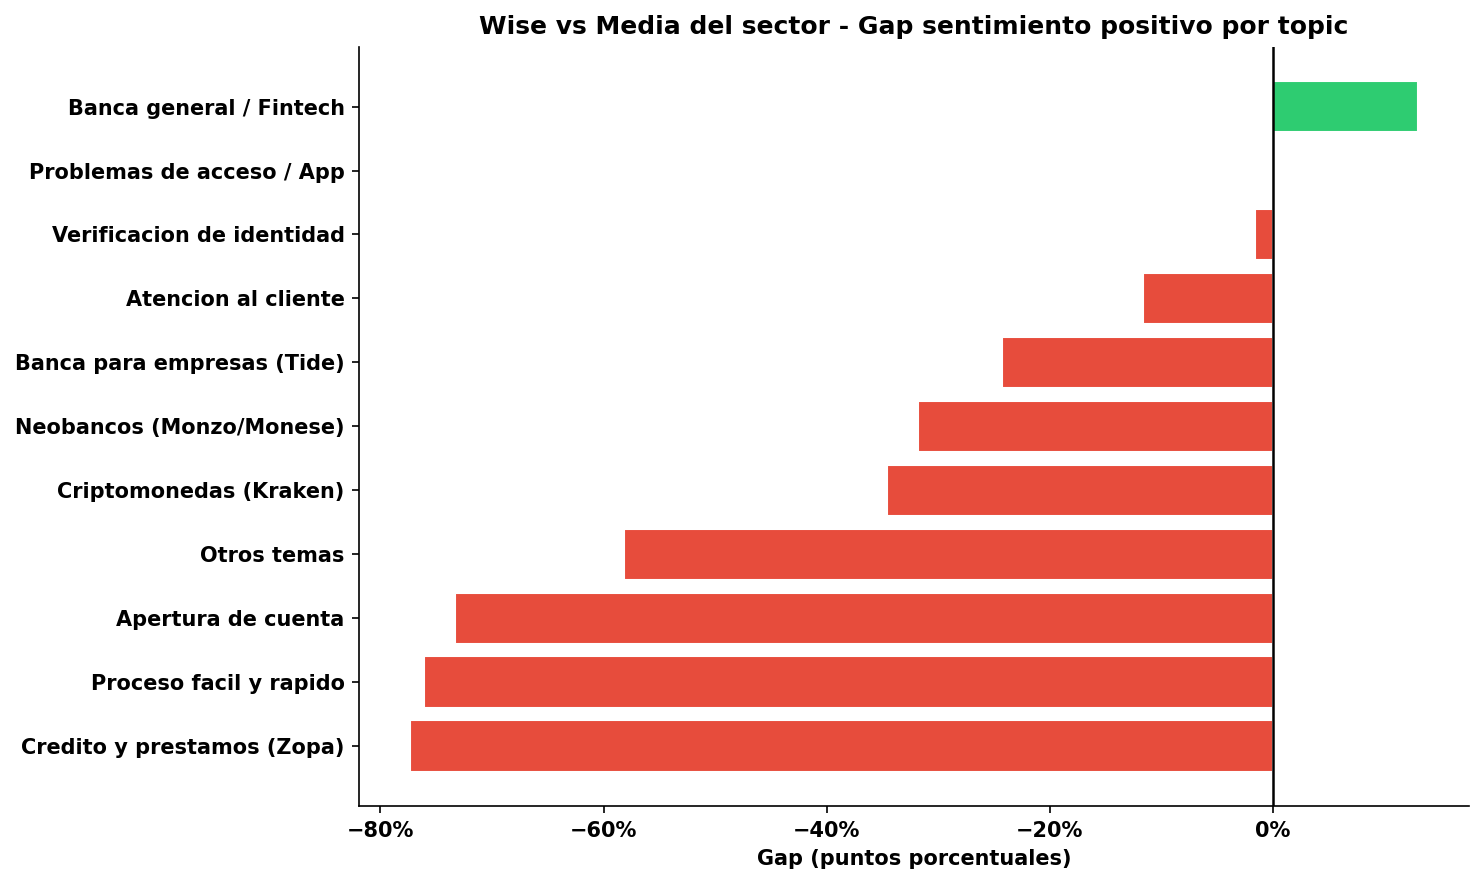 Wise vs Media del sector - Gap sentimiento positivo por topic
Banca general / Fintech
Problemas de acceso / App
Verificacion de identidad
Atencion al cliente
Banca para empresas (Tide)
Neobancos (Monzo/Monese)
Criptomonedas (Kraken)
Otros temas
Apertura de cuenta
Proceso facil y rapido
Credito y prestamos (Zopa)
−80% −60% −40% −20% 0%
Gap (puntos porcentuales)